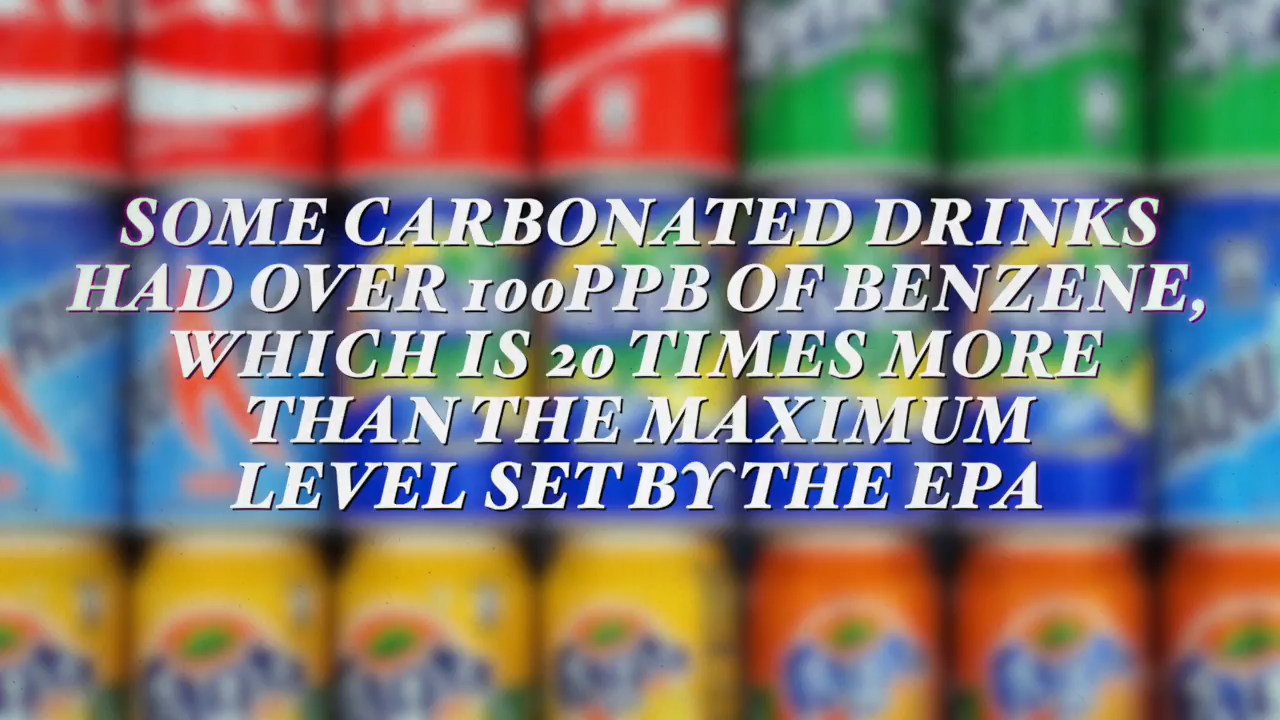 SOME CARBONATED DRINKS
HAD OVER 100PPB OF BENZENE,
WHICH IS 20 TIMES MORE
THAN THE MAXIMUM
LEVEL SET BY THE EPA